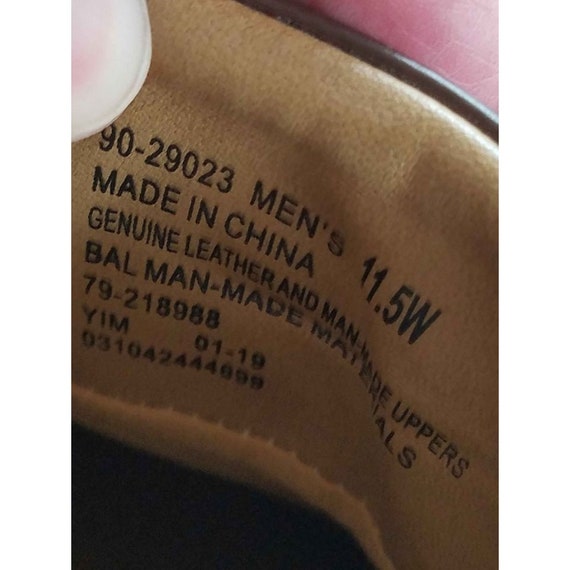 90-29023 MEN'S 11.5W
MADE IN CHINA
GENUINE LEATHER AND MAN-MADE UPPERS
BAL MAN-MADE MATERIALS
79-218988
YIM 01-19
031042444899